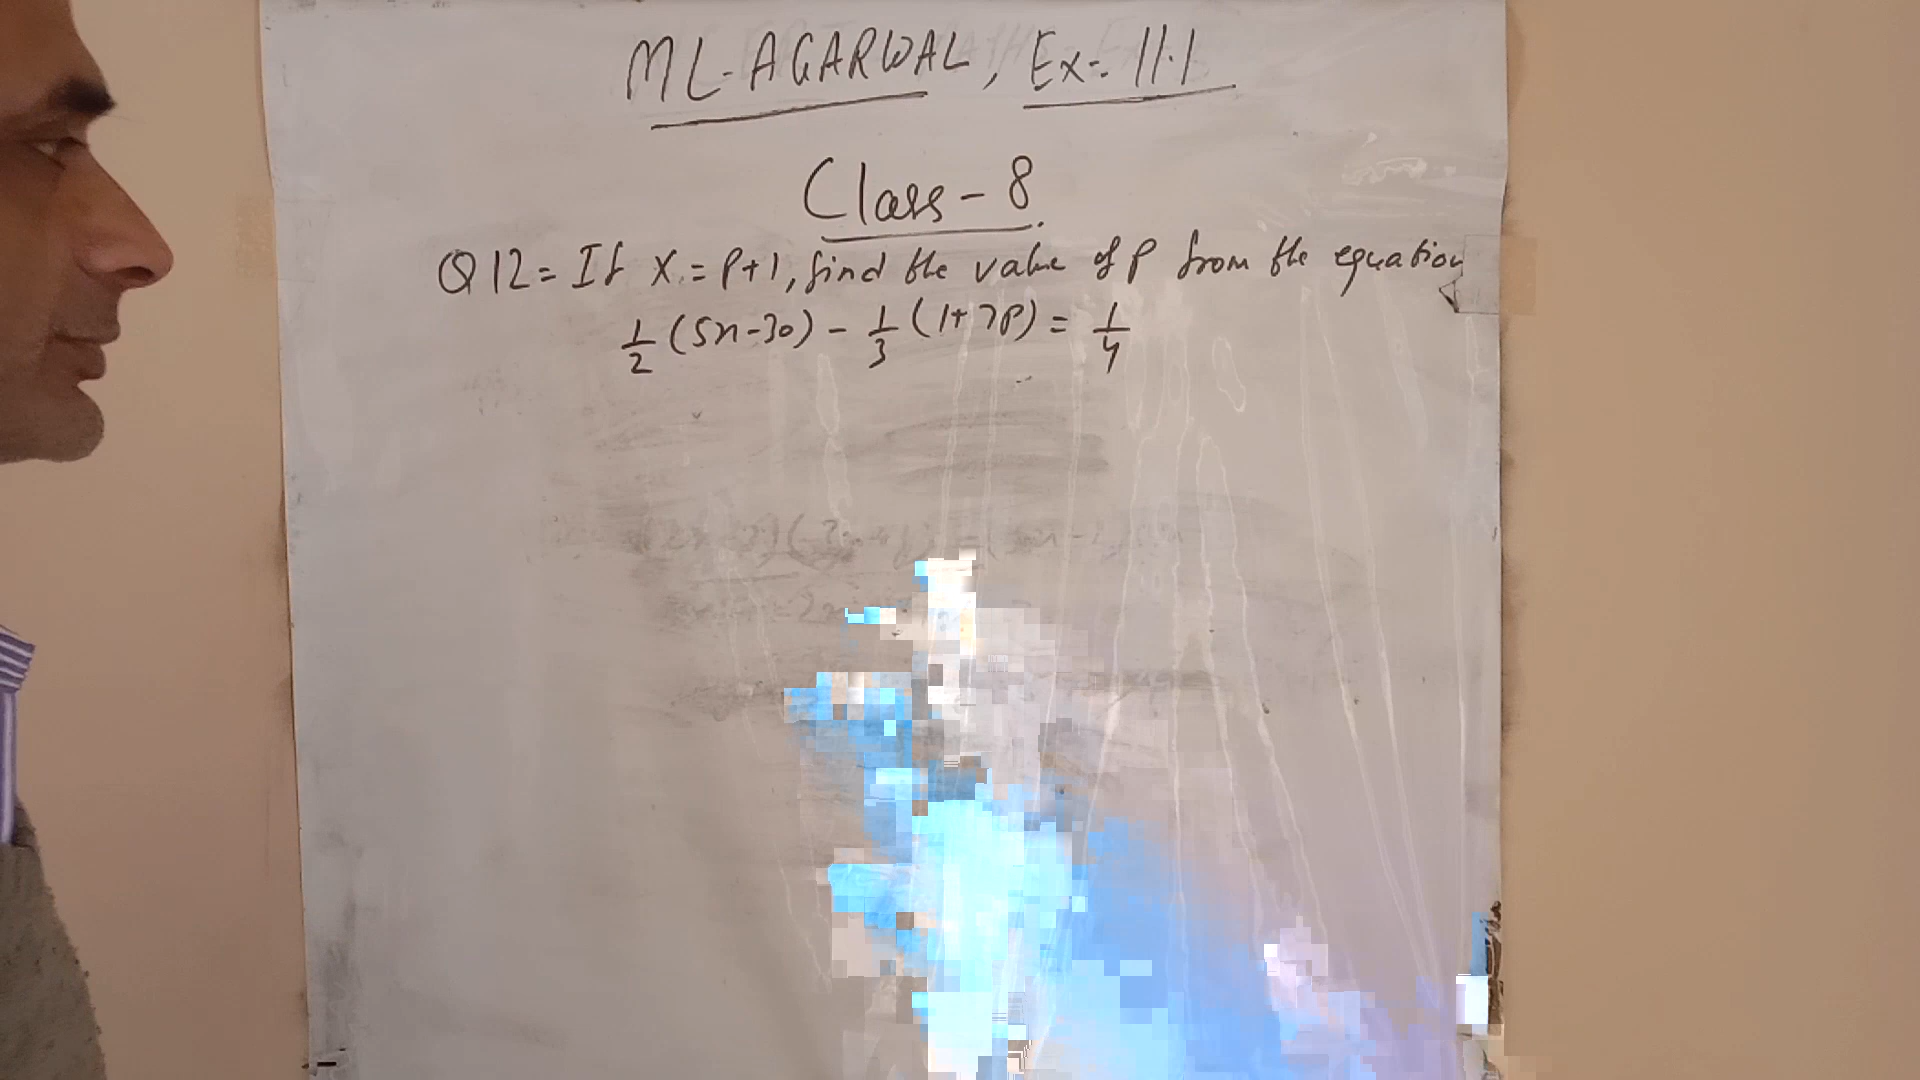 ML-AGARWAL, Ex-. 11.1
Class-8.
Q12= If x = P+1, find the value of P from the equation
1/2 (5x-30) - 1/3 (1+7P) = 1/4